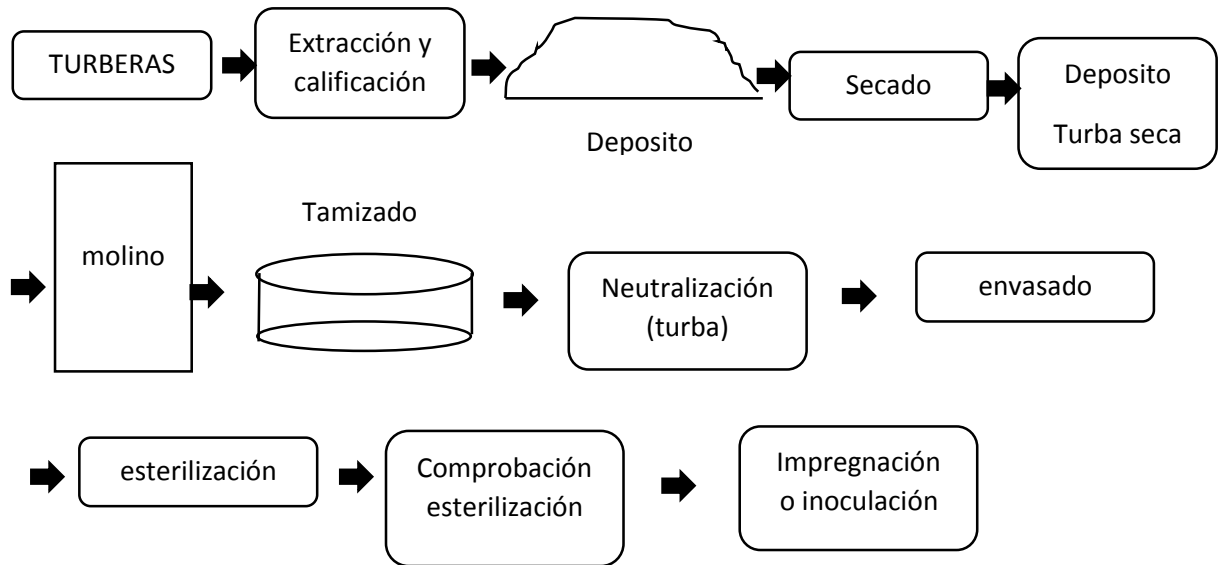 TURBERAS
Extracción y
calificación
Deposito
Secado
Deposito
Turba seca
molino
Tamizado
Neutralización
(turba)
envasado
esterilización
Comprobación
esterilización
Impregnación
o inoculación